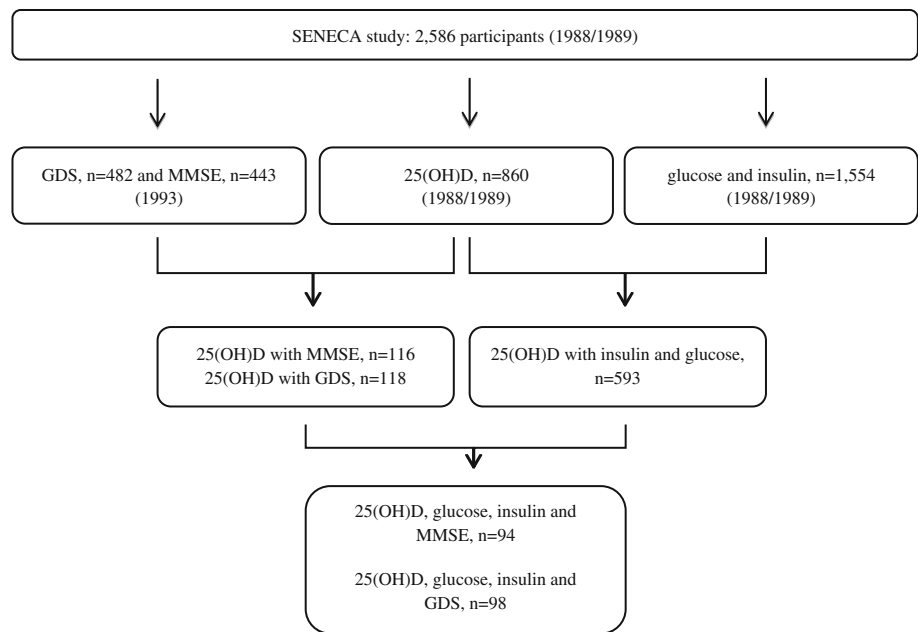 SENECA study: 2,586 participants (1988/1989)
GDS, n=482 and MMSE, n=443
(1993)
25(OH)D, n=860
(1988/1989)
glucose and insulin, n=1,554
(1988/1989)
25(OH)D with MMSE, n=116
25(OH)D with GDS, n=118
25(OH)D with insulin and glucose,
n=593
25(OH)D, glucose, insulin and
MMSE, n=94
25(OH)D, glucose, insulin and
GDS, n=98